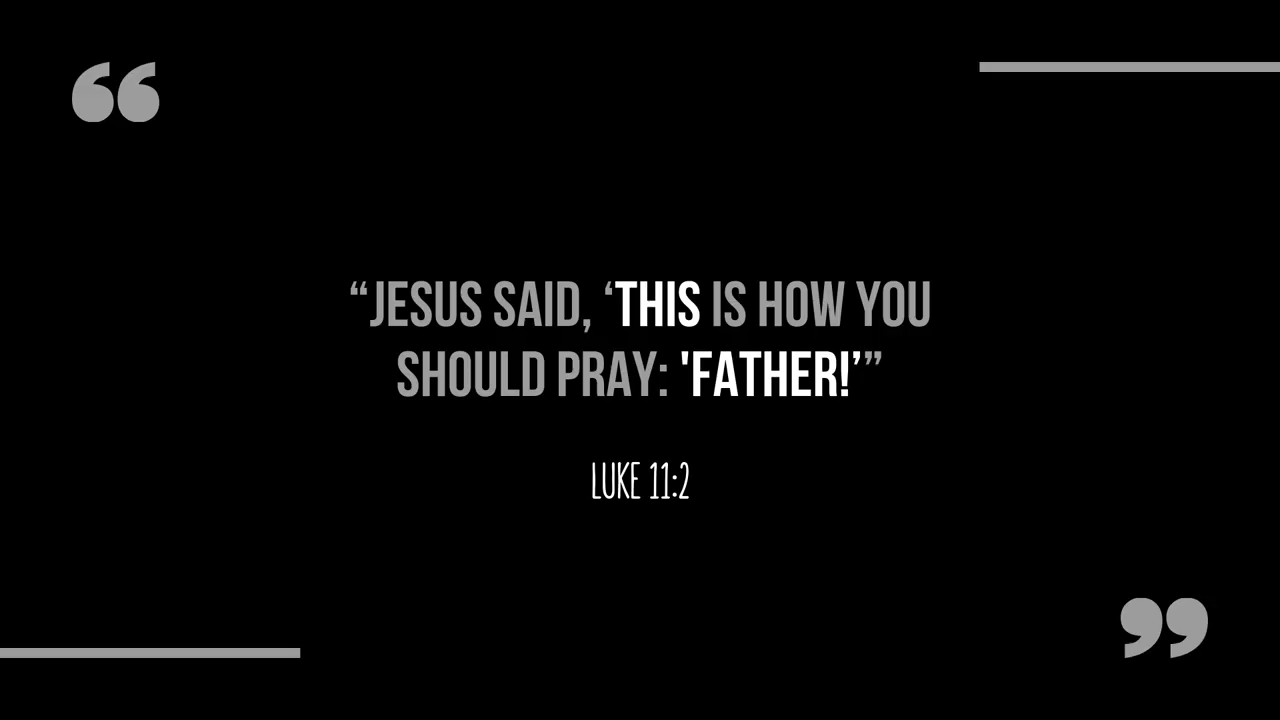 “JESUS SAID, ‘THIS IS HOW YOU
SHOULD PRAY: 'FATHER!’”
LUKE 11:2